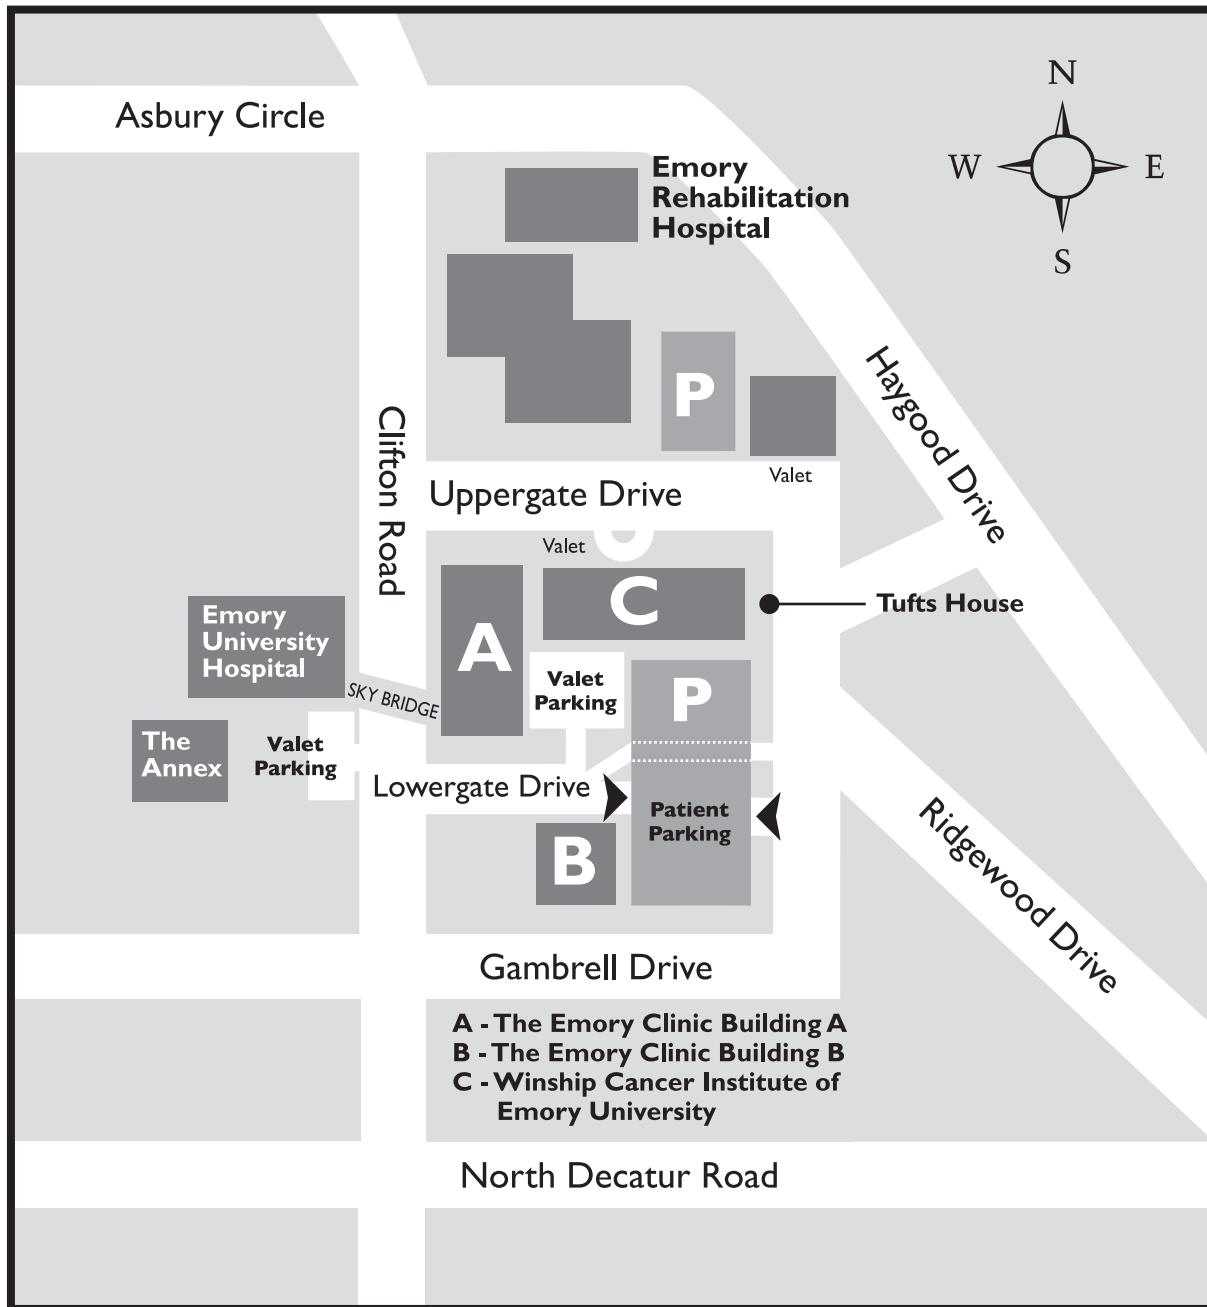 N
Asbury Circle
W
E
Emory
Rehabilitation
Hospital
S
Haygood Drive
P
Clifton Road
Valet
Uppergate Drive
Valet
C
Tufts House
Emory
University
Hospital
A
SKY BRIDGE
Valet
Parking
P
The
Annex
Valet
Parking
Lowergate Drive
Patient
Parking
B
Ridgewood Drive
Gambrell Drive
A - The Emory Clinic Building A
B - The Emory Clinic Building B
C - Winship Cancer Institute of
Emory University
North Decatur Road